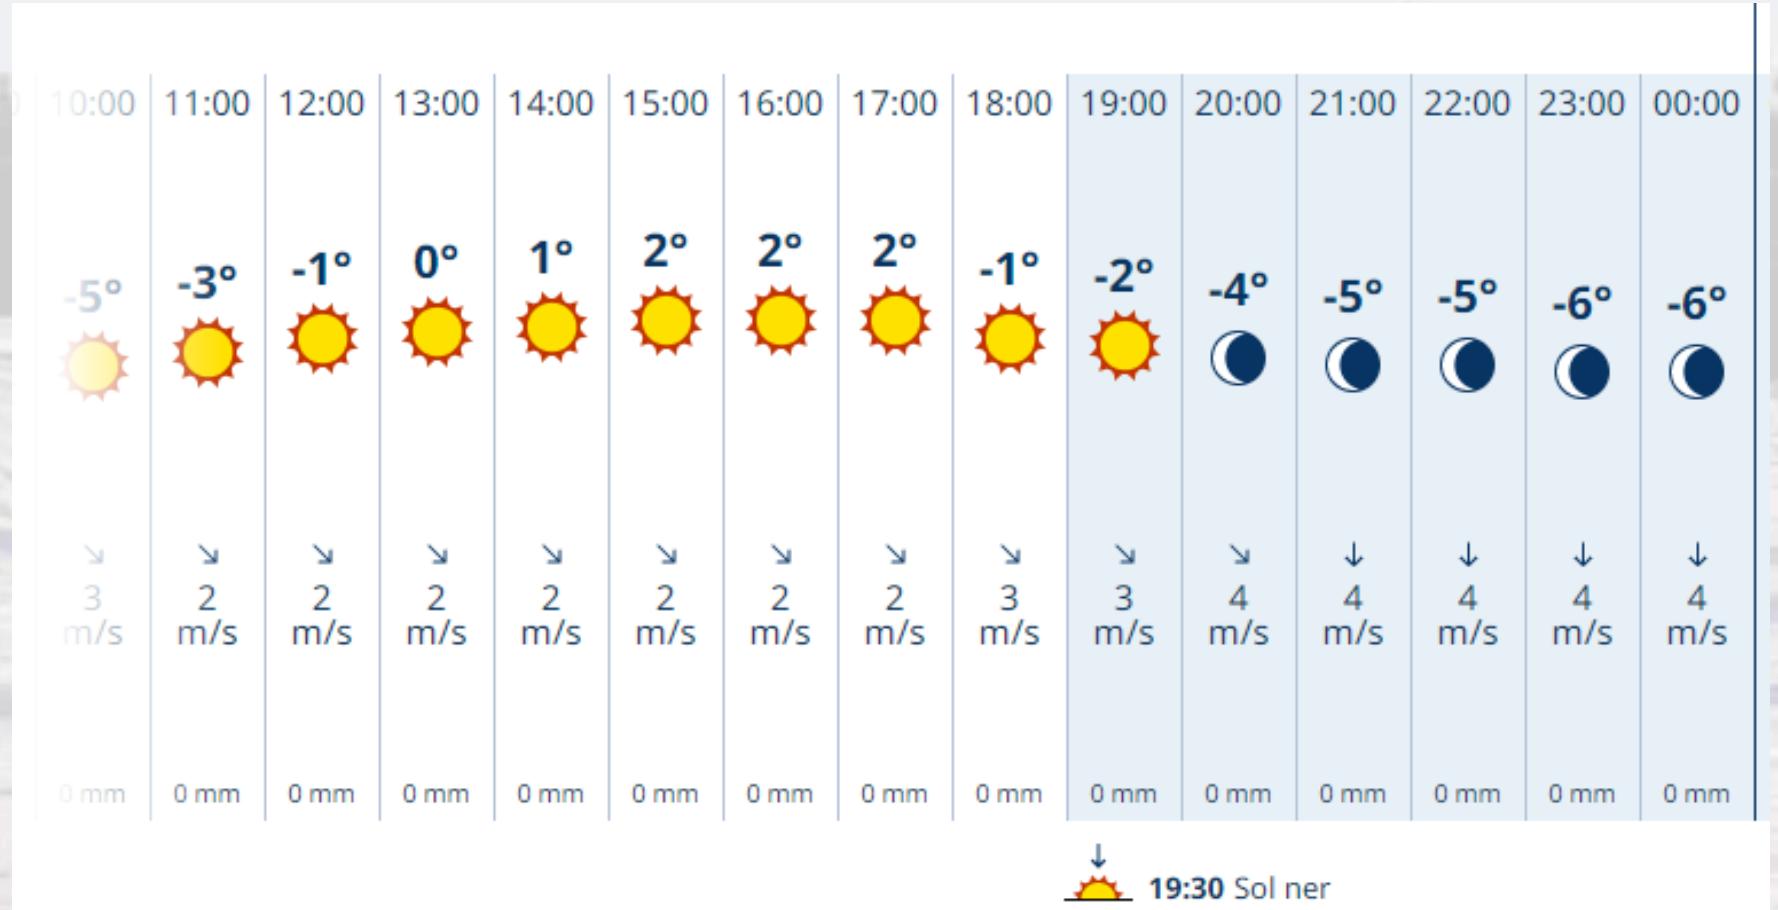 10:00 11:00 12:00 13:00 14:00 15:00 16:00 17:00 18:00 19:00 20:00 21:00 22:00 23:00 00:00
-5° -3° -1° 0° 1° 2° 2° 2° -1° -2° -4° -5° -5° -6° -6°
3 2 2 2 2 2 2 2 3 3 4 4 4 4 4
m/s m/s m/s m/s m/s m/s m/s m/s m/s m/s m/s m/s m/s m/s m/s
0 mm 0 mm 0 mm 0 mm 0 mm 0 mm 0 mm 0 mm 0 mm 0 mm 0 mm 0 mm 0 mm 0 mm 0 mm
19:30 Sol ner